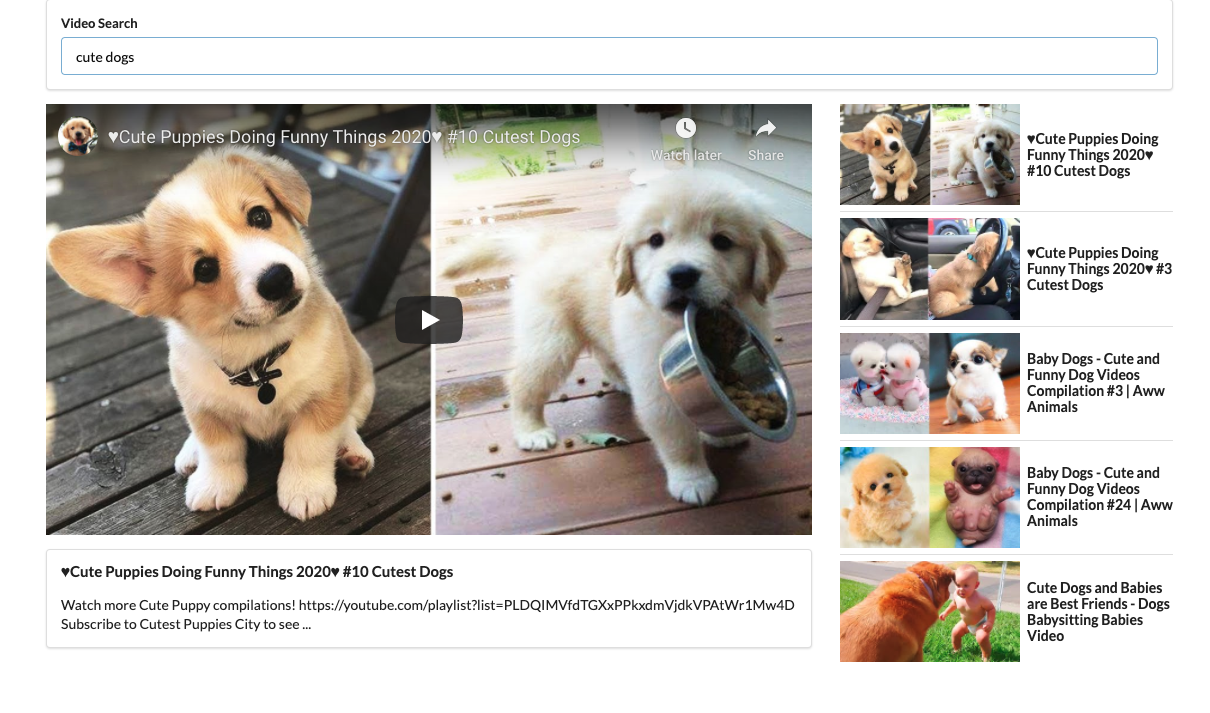 Video Search
cute dogs
♥Cute Puppies Doing Funny Things 2020♥ #10 Cutest Dogs
Watch later
Share
♥Cute Puppies Doing Funny Things 2020♥ #10 Cutest Dogs
Watch more Cute Puppy compilations! https://youtube.com/playlist?list=PLDQIMVfdTGXxPPkxdmVjdkVPAtWr1Mw4D
Subscribe to Cutest Puppies City to see ...
♥Cute Puppies Doing
Funny Things 2020♥
#10 Cutest Dogs
♥Cute Puppies Doing
Funny Things 2020♥ #3
Cutest Dogs
Baby Dogs - Cute and
Funny Dog Videos
Compilation #3 | Aww
Animals
Baby Dogs - Cute and
Funny Dog Videos
Compilation #24 | Aww
Animals
Cute Dogs and Babies
are Best Friends - Dogs
Babysitting Babies
Video